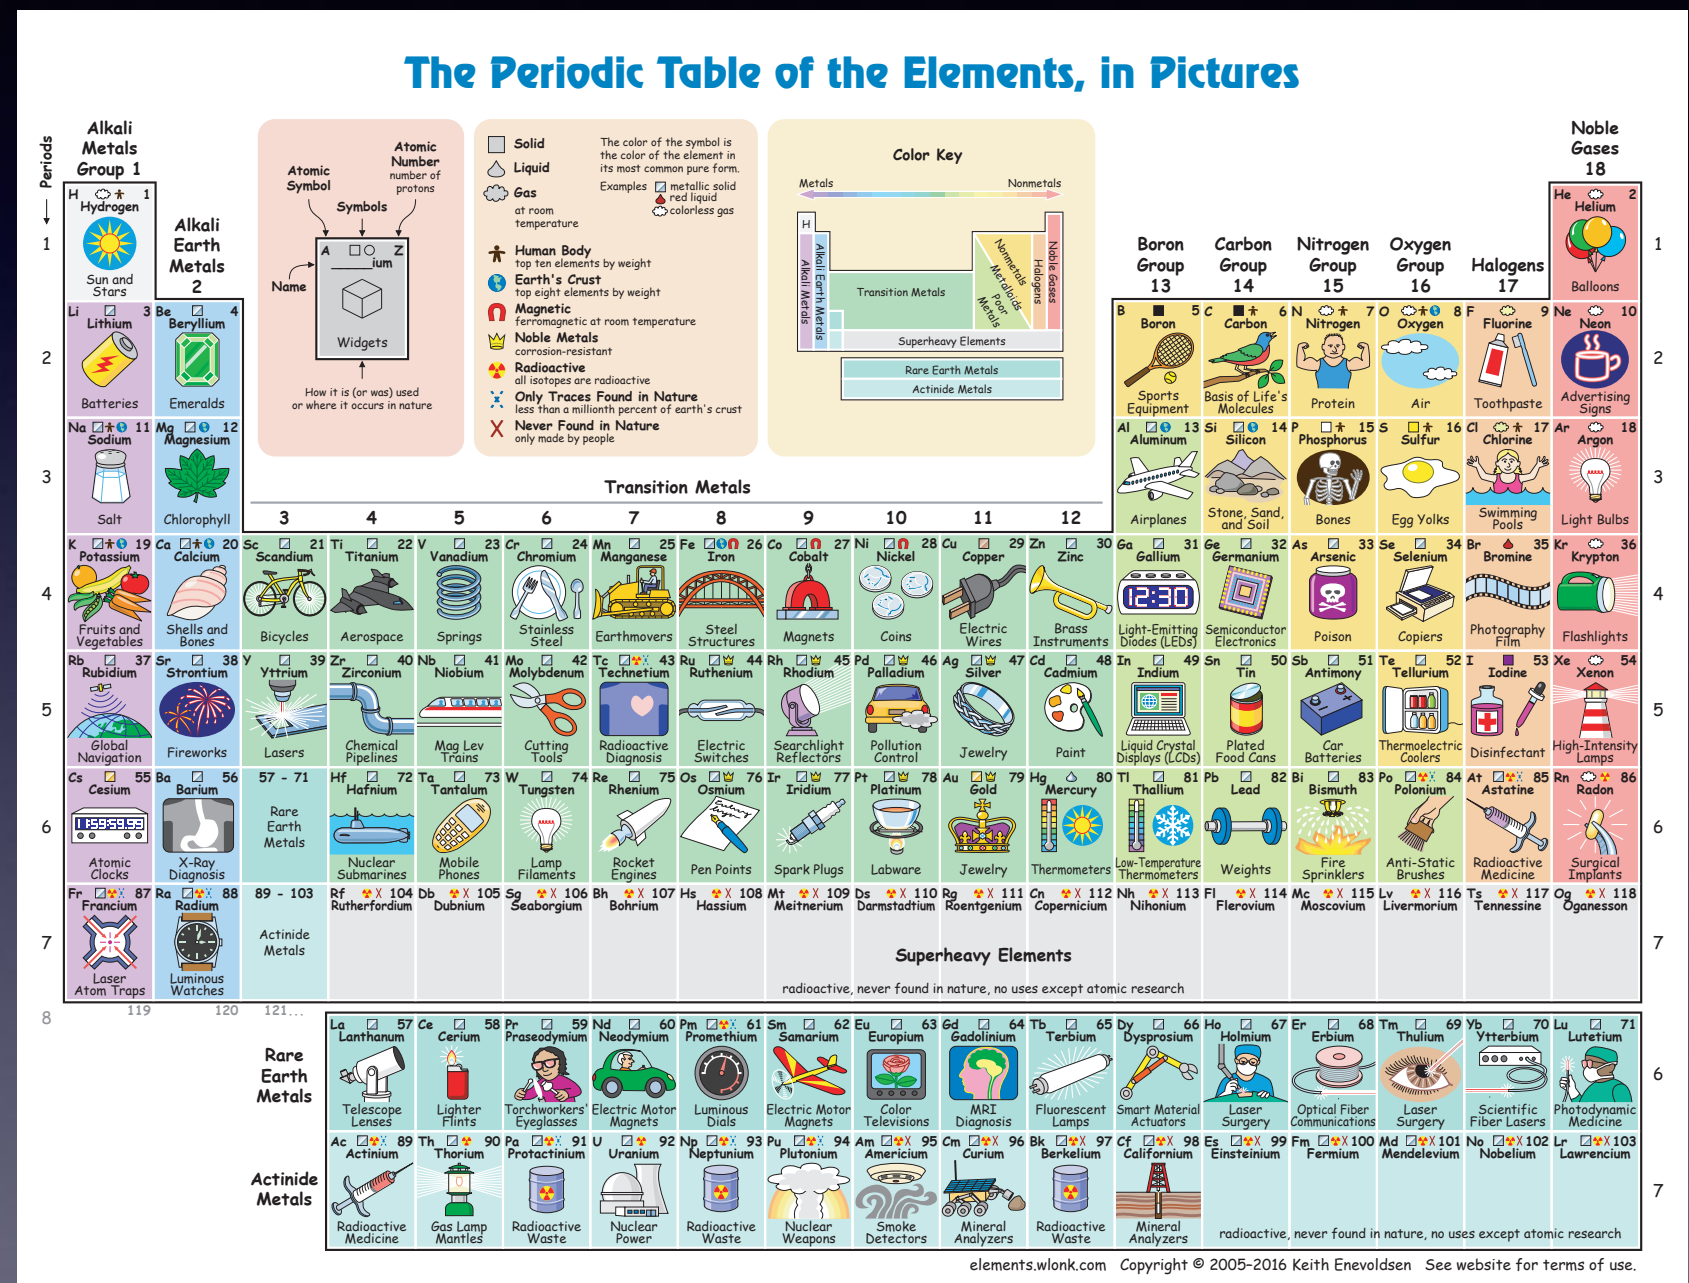 The Periodic Table of the Elements, in Pictures
Periods
Alkali
Metals
Group 1
Alkali
Earth
Metals
2
Atomic
Symbol
Atomic
Number
number of
protons
Symbols
A Z
______ium
Name
Widgets
How it is (or was) used
or where it occurs in nature
Solid
Liquid
Gas
at room
temperature
The color of the symbol is
the color of the element in
its most common pure form.
Examples metallic solid
red liquid
colorless gas
Human Body
top ten elements by weight
Earth's Crust
top eight elements by weight
Magnetic
ferromagnetic at room temperature
Noble Metals
corrosion-resistant
Radioactive
all isotopes are radioactive
Only Traces Found in Nature
less than a millionth percent of earth's crust
Never Found in Nature
only made by people
Color Key
Metals Nonmetals
H
Alkali Metals
Alkali Earth Metals
Transition Metals
Poor Metals
Metalloids
Nonmetals
Halogens
Noble Gases
Superheavy Elements
Rare Earth Metals
Actinide Metals
Boron
Group
13
Carbon
Group
14
Nitrogen
Group
15
Oxygen
Group
16
Halogens
17
Noble
Gases
18
Transition Metals
3 4 5 6 7 8 9 10 11 12
1
H 1
Hydrogen
Sun and
Stars
He 2
Helium
Balloons
1
2
Li 3
Lithium
Batteries
Be 4
Beryllium
Emeralds
B 5
Boron
Sports
Equipment
C 6
Carbon
Basis of Life's
Molecules
N 7
Nitrogen
Protein
O 8
Oxygen
Air
F 9
Fluorine
Toothpaste
Ne 10
Neon
Advertising
Signs
2
3
Na 11
Sodium
Salt
Mg 12
Magnesium
Chlorophyll
Al 13
Aluminum
Airplanes
Si 14
Silicon
Stone, Sand,
and Soil
P 15
Phosphorus
Bones
S 16
Sulfur
Egg Yolks
Cl 17
Chlorine
Swimming
Pools
Ar 18
Argon
Light Bulbs
3
4
K 19
Potassium
Fruits and
Vegetables
Ca 20
Calcium
Shells and
Bones
Sc 21
Scandium
Bicycles
Ti 22
Titanium
Aerospace
V 23
Vanadium
Springs
Cr 24
Chromium
Stainless
Steel
Mn 25
Manganese
Earthmovers
Fe 26
Iron
Steel
Structures
Co 27
Cobalt
Magnets
Ni 28
Nickel
Coins
Cu 29
Copper
Electric
Wires
Zn 30
Zinc
Brass
Instruments
Ga 31
Gallium
12:30
Light-Emitting
Diodes (LEDs)
Ge 32
Germanium
Semiconductor
Electronics
As 33
Arsenic
Poison
Se 34
Selenium
Copiers
Br 35
Bromine
Photography
Film
Kr 36
Krypton
Flashlights
4
5
Rb 37
Rubidium
Global
Navigation
Sr 38
Strontium
Fireworks
Y 39
Yttrium
Lasers
Zr 40
Zirconium
Chemical
Pipelines
Nb 41
Niobium
Mag Lev
Trains
Mo 42
Molybdenum
Cutting
Tools
Tc 43
Technetium
Radioactive
Diagnosis
Ru 44
Ruthenium
Electric
Switches
Rh 45
Rhodium
Searchlight
Reflectors
Pd 46
Palladium
Pollution
Control
Ag 47
Silver
Jewelry
Cd 48
Cadmium
Paint
In 49
Indium
Liquid Crystal
Displays (LCDs)
Sn 50
Tin
Plated
Food Cans
Sb 51
Antimony
Car
Batteries
Te 52
Tellurium
Thermoelectric
Coolers
I 53
Iodine
Disinfectant
Xe 54
Xenon
High-Intensity
Lamps
5
6
Cs 55
Cesium
11:59:59.99
Atomic
Clocks
Ba 56
Barium
X-Ray
Diagnosis
57 - 71
Rare
Earth
Metals
Hf 72
Hafnium
Nuclear
Submarines
Ta 73
Tantalum
Mobile
Phones
W 74
Tungsten
Lamp
Filaments
Re 75
Rhenium
Rocket
Engines
Os 76
Osmium
Pen Points
Ir 77
Iridium
Spark Plugs
Pt 78
Platinum
Labware
Au 79
Gold
Jewelry
Hg 80
Mercury
Thermometers
Tl 81
Thallium
Low-Temperature
Thermometers
Pb 82
Lead
Weights
Bi 83
Bismuth
Fire
Sprinklers
Po 84
Polonium
Anti-Static
Brushes
At 85
Astatine
Radioactive
Medicine
Rn 86
Radon
Surgical
Implants
6
7
Fr 87
Francium
Laser
Atom Traps
Ra 88
Radium
Luminous
Watches
89 - 103
Actinide
Metals
Rf 104
Rutherfordium
Db 105
Dubnium
Sg 106
Seaborgium
Bh 107
Bohrium
Hs 108
Hassium
Mt 109
Meitnerium
Ds 110
Darmstadtium
Rg 111
Roentgenium
Cn 112
Copernicium
Nh 113
Nihonium
Fl 114
Flerovium
Mc 115
Moscovium
Lv 116
Livermorium
Ts 117
Tennessine
Og 118
Oganesson
7
Superheavy Elements
radioactive, never found in nature, no uses except atomic research
8 119 120 121...
Rare
Earth
Metals
La 57
Lanthanum
Telescope
Lenses
Ce 58
Cerium
Lighter
Flints
Pr 59
Praseodymium
Torchworkers'
Eyeglasses
Nd 60
Neodymium
Electric Motor
Magnets
Pm 61
Promethium
Luminous
Dials
Sm 62
Samarium
Electric Motor
Magnets
Eu 63
Europium
Color
Televisions
Gd 64
Gadolinium
MRI
Diagnosis
Tb 65
Terbium
Fluorescent
Lamps
Dy 66
Dysprosium
Smart Material
Actuators
Ho 67
Holmium
Laser
Surgery
Er 68
Erbium
Optical Fiber
Communications
Tm 69
Thulium
Laser
Surgery
Yb 70
Ytterbium
Scientific
Fiber Lasers
Lu 71
Lutetium
Photodynamic
Medicine
6
Actinide
Metals
Ac 89
Actinium
Radioactive
Medicine
Th 90
Thorium
Gas Lamp
Mantles
Pa 91
Protactinium
Radioactive
Waste
U 92
Uranium
Nuclear
Power
Np 93
Neptunium
Radioactive
Waste
Pu 94
Plutonium
Nuclear
Weapons
Am 95
Americium
Smoke
Detectors
Cm 96
Curium
Mineral
Analyzers
Bk 97
Berkelium
Radioactive
Waste
Cf 98
Californium
Mineral
Analyzers
Es 99
Einsteinium
Fm 100
Fermium
Md 101
Mendelevium
No 102
Nobelium
Lr 103
Lawrencium
7
radioactive, never found in nature, no uses except atomic research
elements.wlonk.com Copyright © 2005–2016 Keith Enevoldsen See website for terms of use.